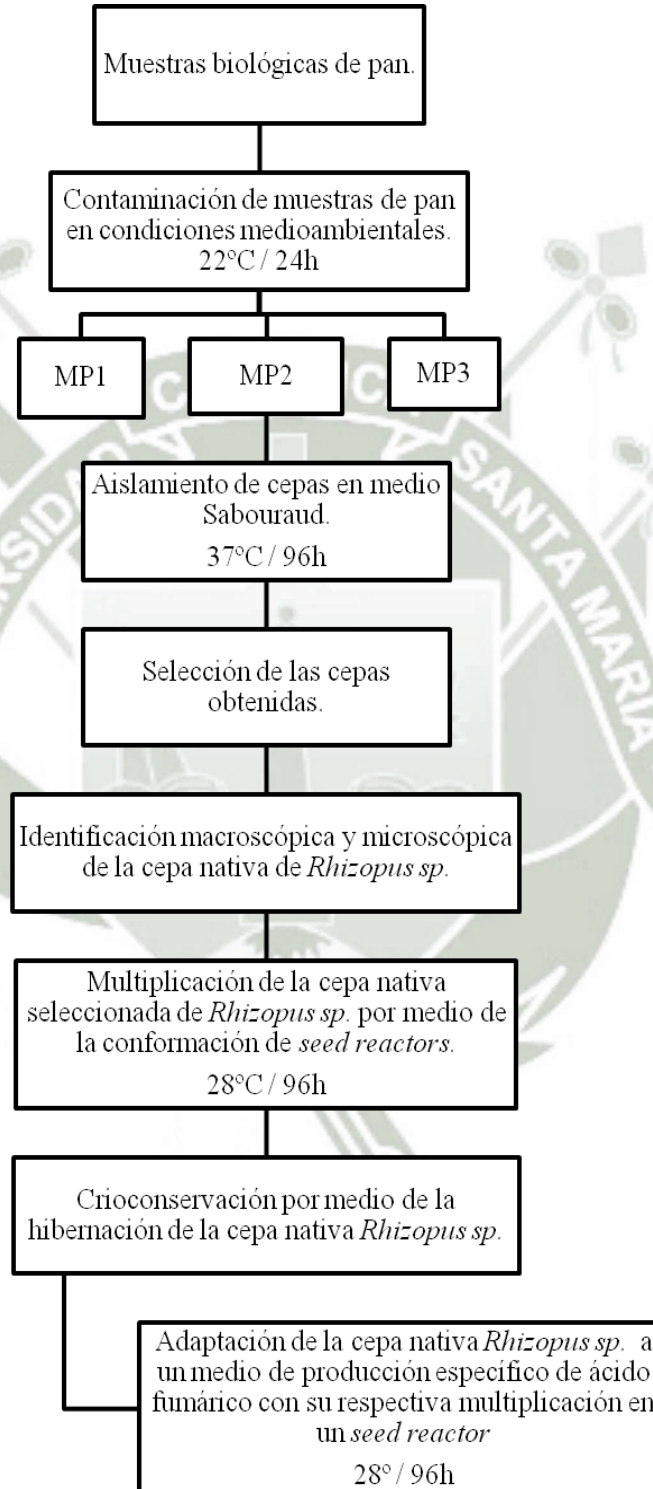 Muestras biológicas de pan.
Contaminación de muestras de pan
en condiciones medioambientales.
22°C / 24h
MP1
MP2
MP3
Aislamiento de cepas en medio
Sabouraud.
37°C / 96h
Selección de las cepas
obtenidas.
Identificación macroscópica y microscópica
de la cepa nativa de Rhizopus sp.
Multiplicación de la cepa nativa
seleccionada de Rhizopus sp. por medio de
la conformación de seed reactors.
28°C / 96h
Crioconservación por medio de la
hibernación de la cepa nativa Rhizopus sp.
Adaptación de la cepa nativa Rhizopus sp. a
un medio de producción específico de ácido
fumárico con su respectiva multiplicación en
un seed reactor
28° / 96h
SANTA MARIA